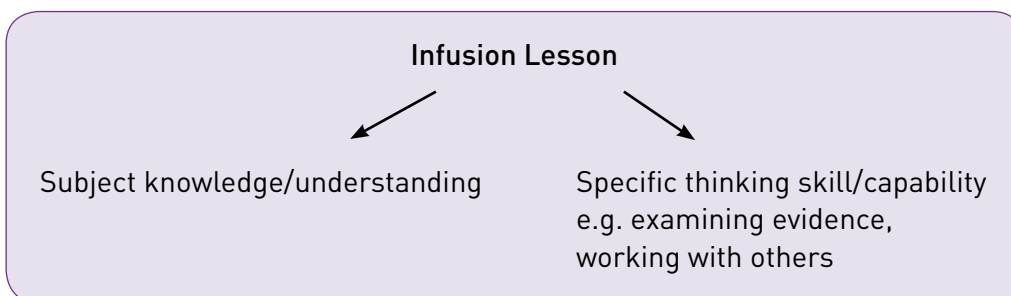 Infusion Lesson
Subject knowledge/understanding
Specific thinking skill/capability
e.g. examining evidence,
working with others